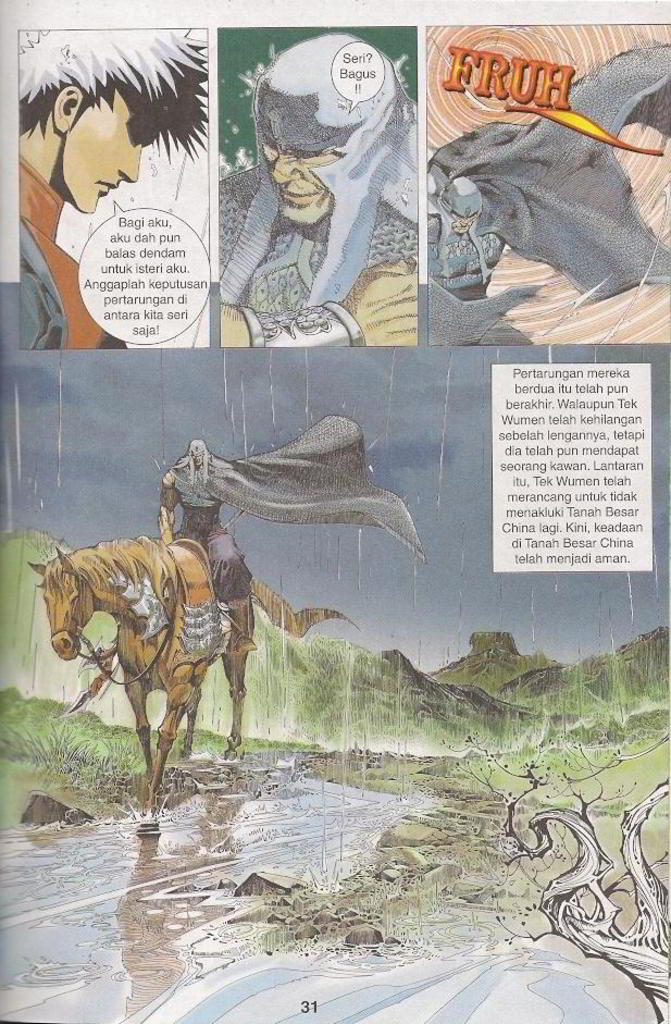 Bagi aku,
aku dah pun
balas dendam
untuk isteri aku.
Anggaplah keputusan
pertarungan di
antara kita seri
saja!
Seri?
Bagus
!!
FRUH
Pertarungan mereka
berdua itu telah pun
berakhir. Walaupun Tek
Wumen telah kehilangan
sebelah lengannya, tetapi
dia telah pun mendapat
seorang kawan. Lantaran
itu, Tek Wumen telah
merancang untuk tidak
menakluki Tanah Besar
China lagi. Kini, keadaan
di Tanah Besar China
telah menjadi aman.
31